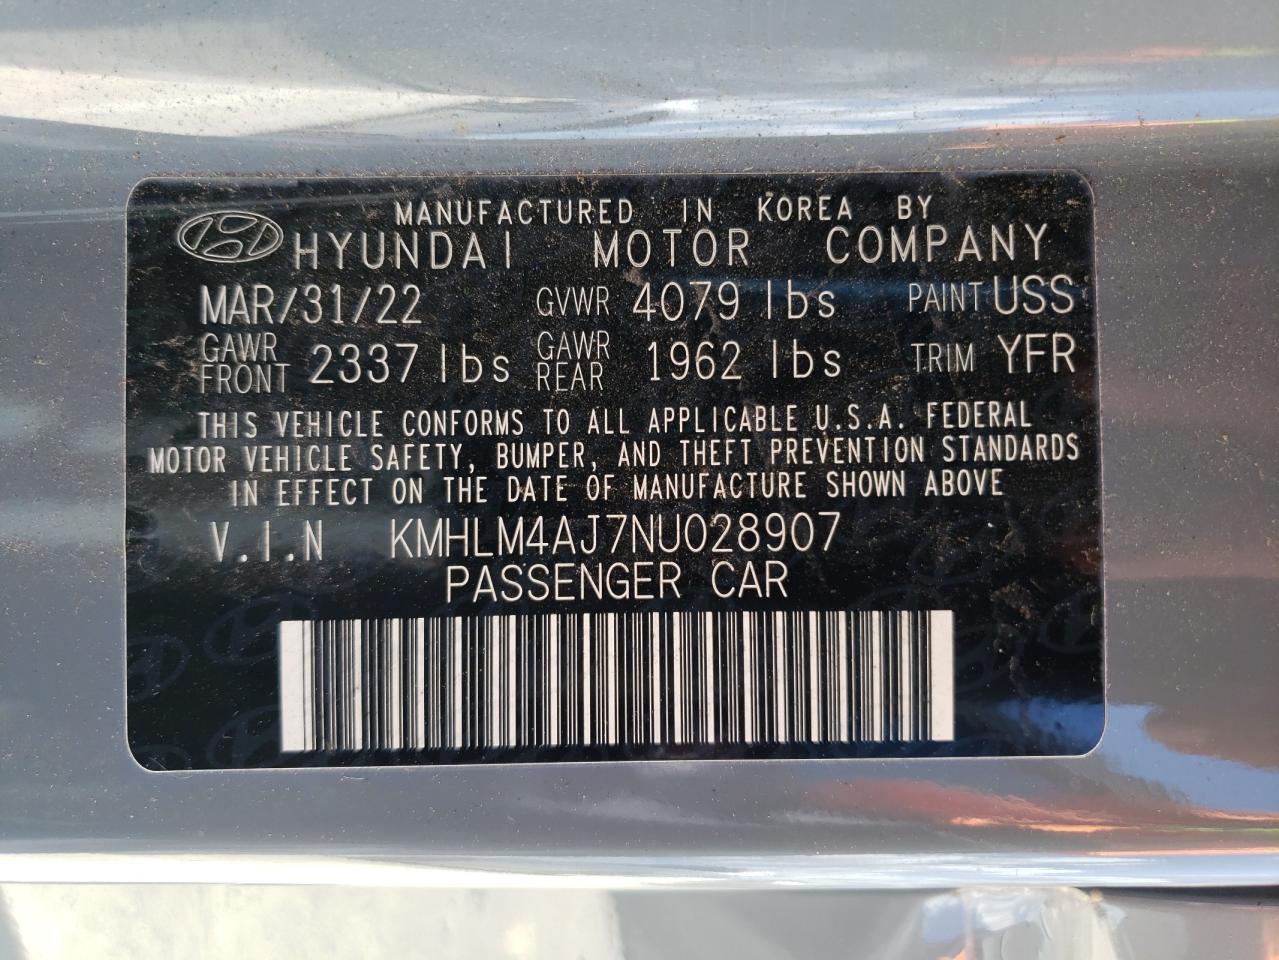 MANUFACTURED IN KOREA BY
HYUNDAI MOTOR COMPANY
MAR/31/22 GVWR 4079 lbs PAINT USS
GAWR FRONT 2337 lbs GAWR REAR 1962 lbs TRIM YFR
THIS VEHICLE CONFORMS TO ALL APPLICABLE U.S.A. FEDERAL
MOTOR VEHICLE SAFETY, BUMPER, AND THEFT PREVENTION STANDARDS
IN EFFECT ON THE DATE OF MANUFACTURE SHOWN ABOVE
V.I.N KMHLM4AJ7NU028907
PASSENGER CAR